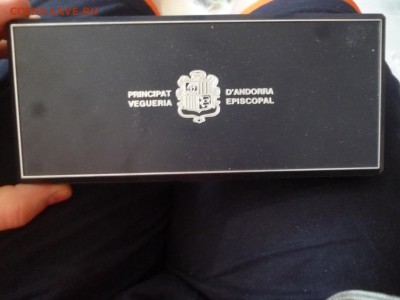 PRINCIPAT D'ANDORRA
VEGUERIA EPISCOPAL